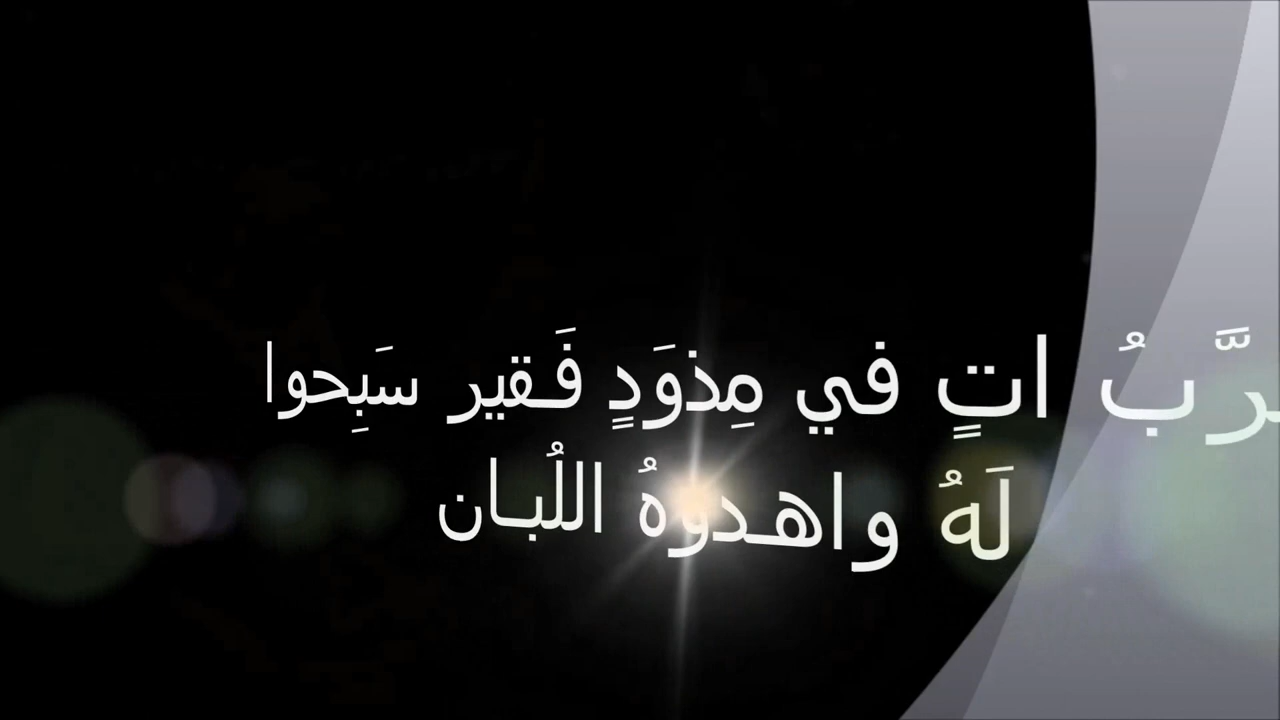 رَّبُ اتٍ في مِذوَدٍ فَقير سَبِحوا
لَهُ واهدوهُ اللُبان